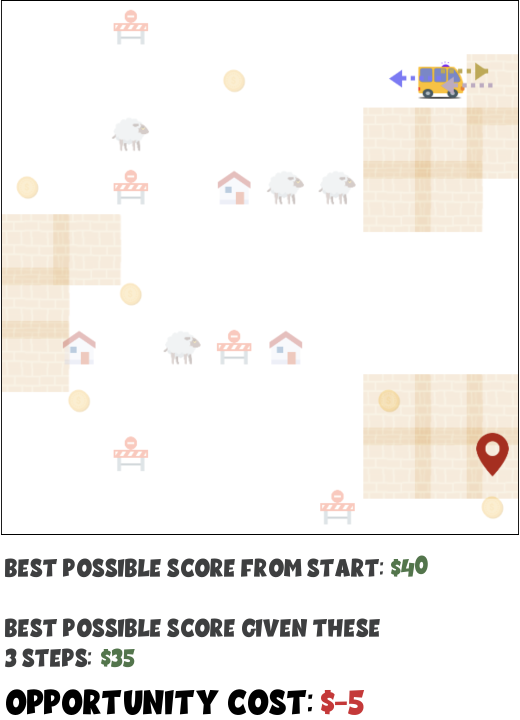 BEST POSSIBLE SCORE FROM START: $40
BEST POSSIBLE SCORE GIVEN THESE
3 STEPS: $35
OPPORTUNITY COST: $-5